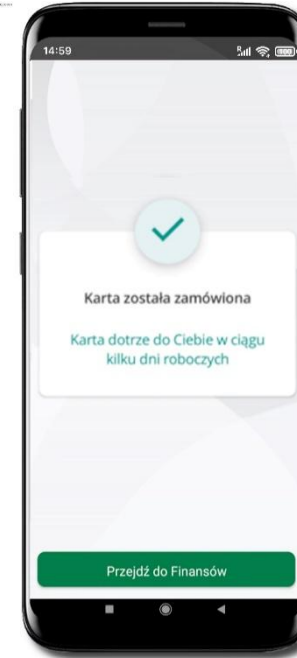 14:59
Karta została zamówiona
Karta dotrze do Ciebie w ciągu
kilku dni roboczych
Przejdź do Finansów